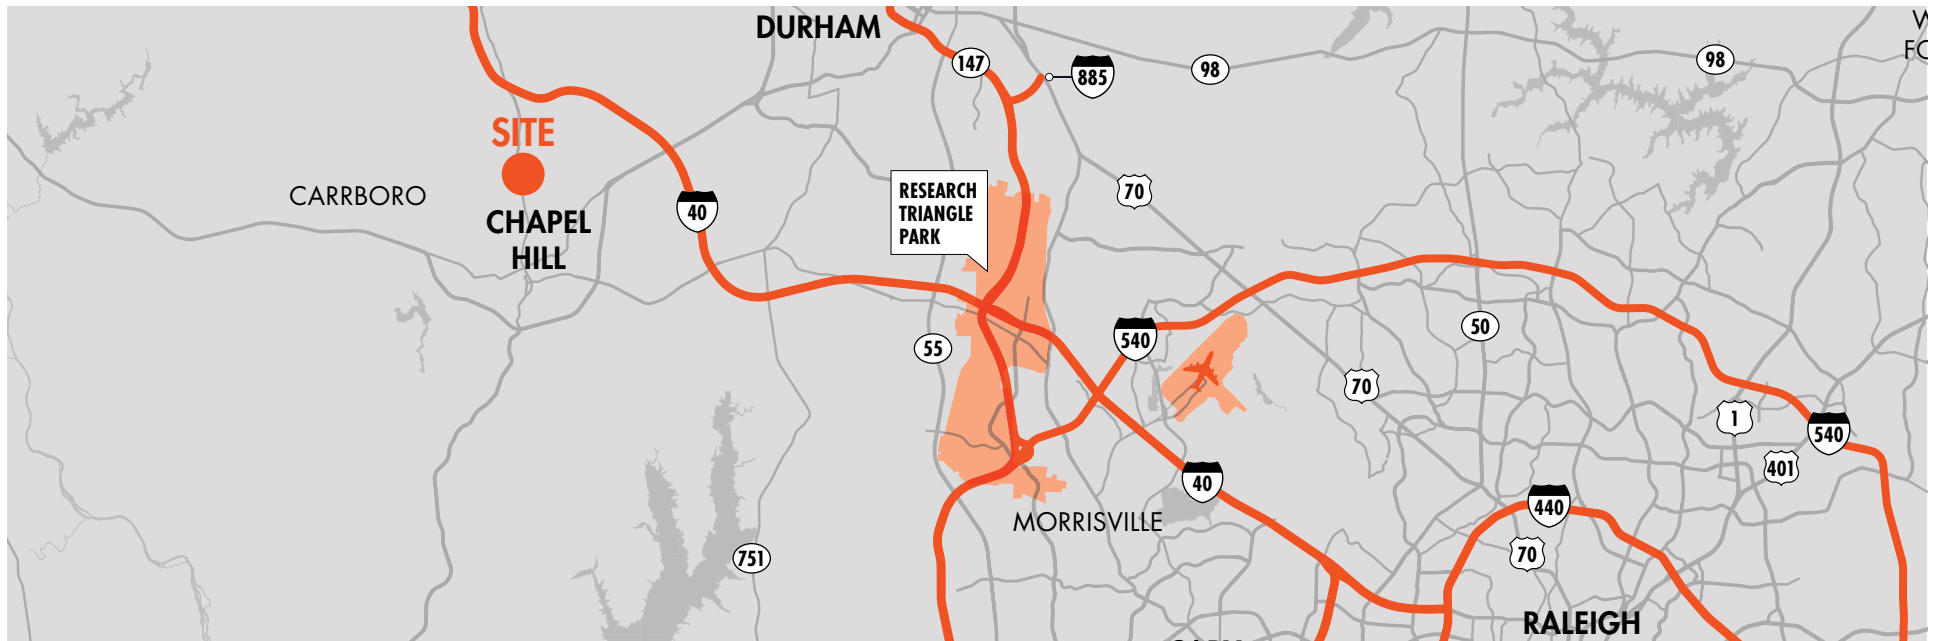 DURHAM
147
885
98
98
SITE
CARRBORO
CHAPEL
HILL
40
RESEARCH
TRIANGLE
PARK
70
55
540
50
70
1
540
401
40
440
MORRISVILLE
751
70
RALEIGH